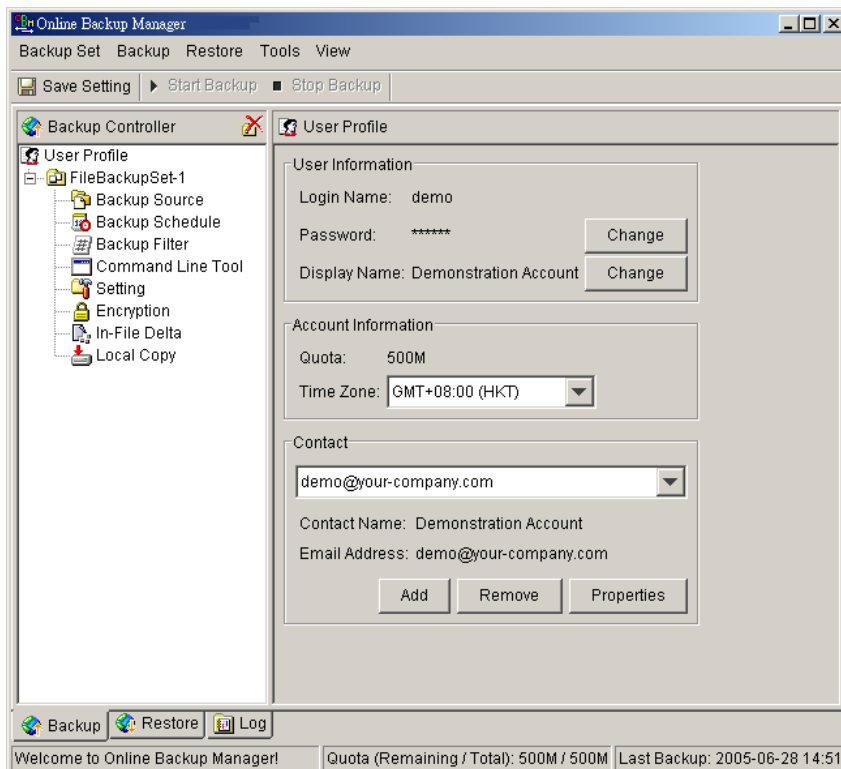 Online Backup Manager
Backup Set Backup Restore Tools View
Save Setting Start Backup Stop Backup
Backup Controller
User Profile
FileBackupSet-1
Backup Source
Backup Schedule
Backup Filter
Command Line Tool
Setting
Encryption
In-File Delta
Local Copy
User Profile
User Information
Login Name: demo
Password: ****** Change
Display Name: Demonstration Account Change
Account Information
Quota: 500M
Time Zone: GMT+08:00 (HKT)
Contact
demo@your-company.com
Contact Name: Demonstration Account
Email Address: demo@your-company.com
Add Remove Properties
Backup Restore Log
Welcome to Online Backup Manager! Quota (Remaining / Total): 500M / 500M Last Backup: 2005-06-28 14:51